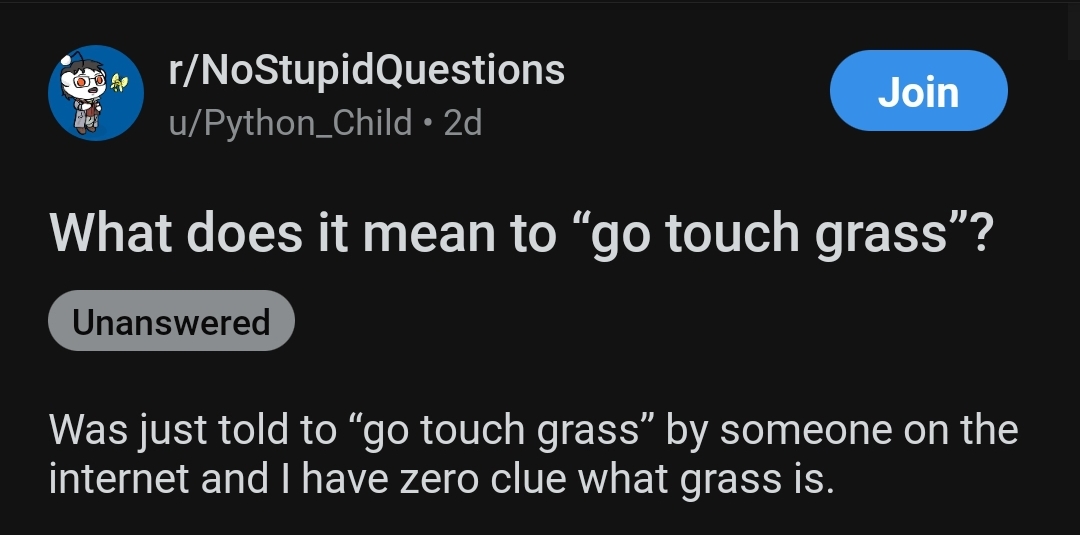 r/NoStupidQuestions
u/Python_Child • 2d
Join
What does it mean to “go touch grass”?
Unanswered
Was just told to “go touch grass” by someone on the
internet and I have zero clue what grass is.